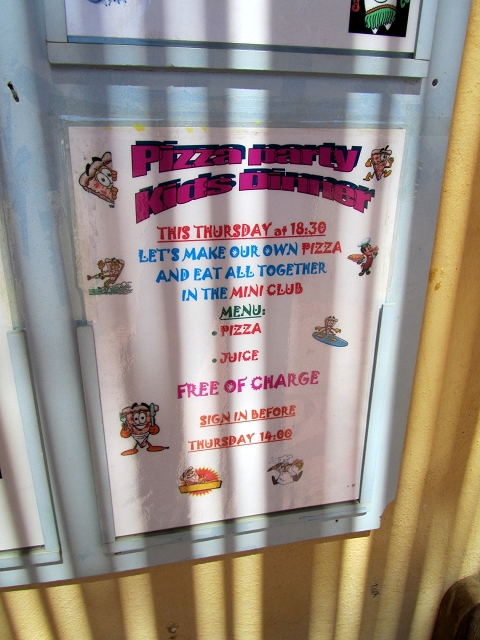 Pizza party
Kids Dinner
THIS THURSDAY at 18:30
LET'S MAKE OUR OWN PIZZA
AND EAT ALL TOGETHER
IN THE MINI CLUB
MENU:
• PIZZA
• JUICE
FREE OF CHARGE
SIGN IN BEFORE
THURSDAY 14:00